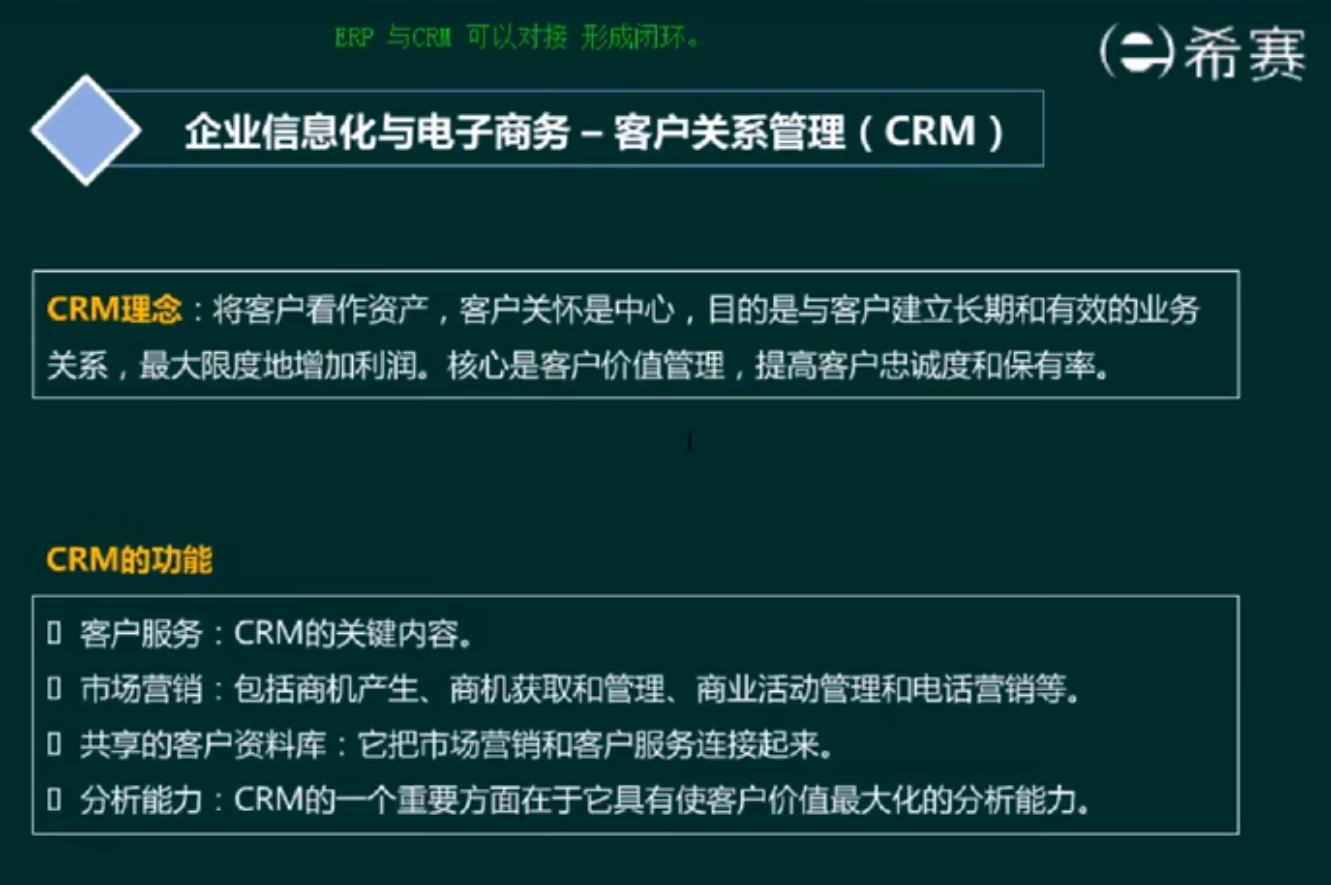 ERP 与CRM 可以对接 形成闭环。
希赛
企业信息化与电子商务 – 客户关系管理（CRM）
CRM理念：将客户看作资产，客户关怀是中心，目的是与客户建立长期和有效的业务
关系，最大限度地增加利润。核心是客户价值管理，提高客户忠诚度和保有率。
CRM的功能
客户服务：CRM的关键内容。
市场营销：包括商机产生、商机获取和管理、商业活动管理和电话营销等。
共享的客户资料库：它把市场营销和客户服务连接起来。
分析能力：CRM的一个重要方面在于它具有使客户价值最大化的分析能力。